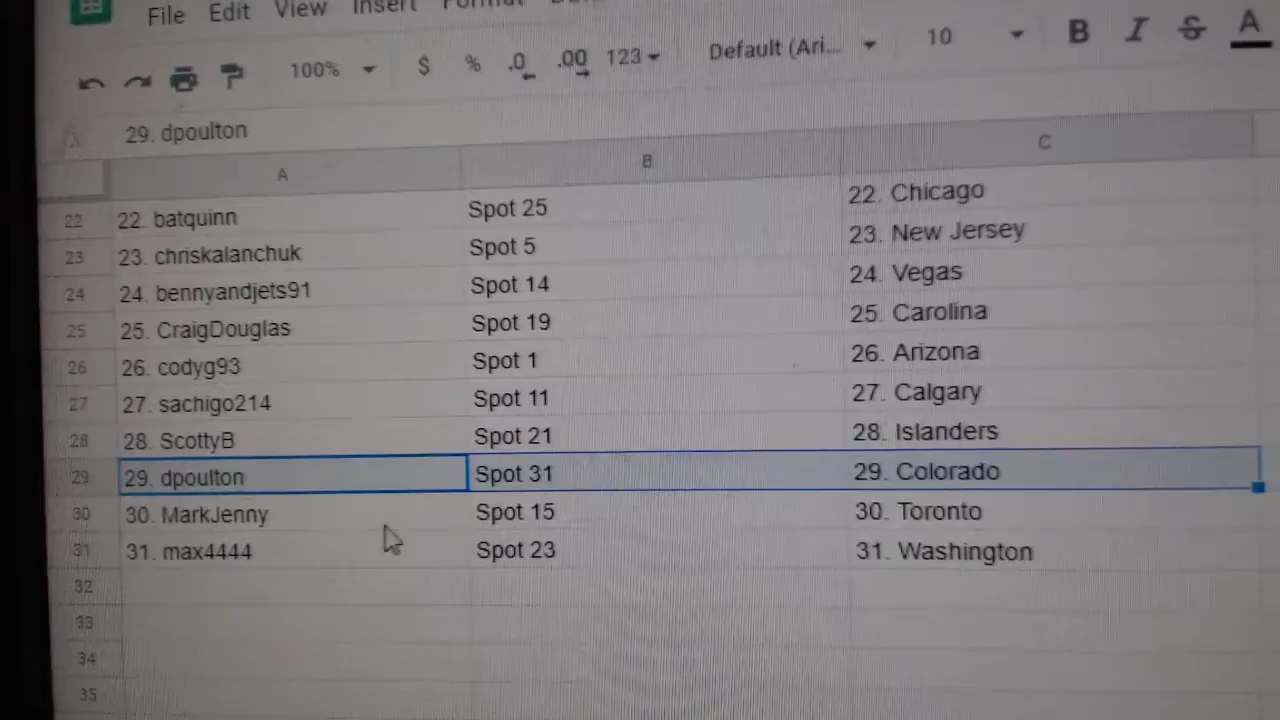 File Edit View Insert Format
100% $ % .0 .00 123 Default (Ari... 10 B I S A
fx 29. dpoulton
A B C
22 22. batquinn Spot 25 22. Chicago
23 23. chriskalanchuk Spot 5 23. New Jersey
24 24. bennyandjets91 Spot 14 24. Vegas
25 25. CraigDouglas Spot 19 25. Carolina
26 26. codyg93 Spot 1 26. Arizona
27 27. sachigo214 Spot 11 27. Calgary
28 28. ScottyB Spot 21 28. Islanders
29 29. dpoulton Spot 31 29. Colorado
30 30. MarkJenny Spot 15 30. Toronto
31 31. max4444 Spot 23 31. Washington
32
33
34
35